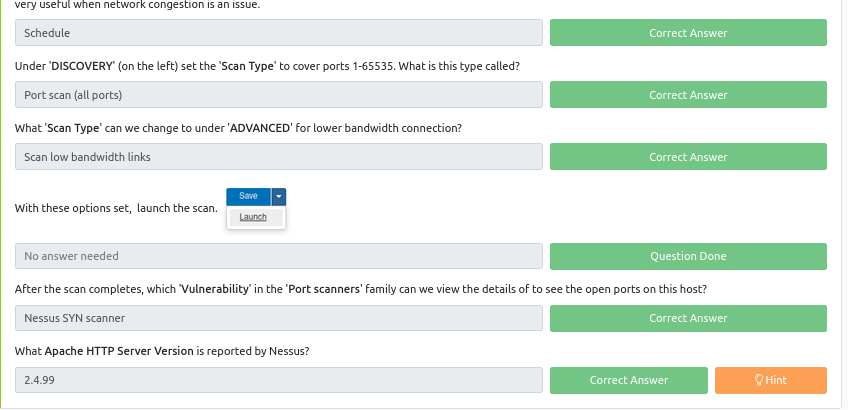 very useful when network congestion is an issue.
Schedule
Correct Answer
Under 'DISCOVERY' (on the left) set the 'Scan Type' to cover ports 1-65535. What is this type called?
Port scan (all ports)
Correct Answer
What 'Scan Type' can we change to under 'ADVANCED' for lower bandwidth connection?
Scan low bandwidth links
Correct Answer
With these options set, launch the scan.
Save
Launch
No answer needed
Question Done
After the scan completes, which 'Vulnerability' in the 'Port scanners' family can we view the details of to see the open ports on this host?
Nessus SYN scanner
Correct Answer
What Apache HTTP Server Version is reported by Nessus?
2.4.99
Correct Answer
Hint